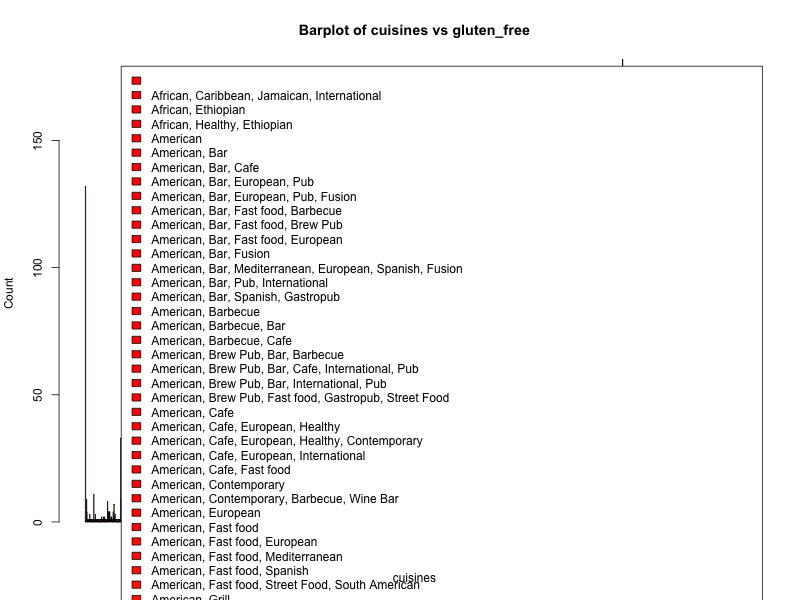 Barplot of cuisines vs gluten_free
African, Caribbean, Jamaican, International
African, Ethiopian
African, Healthy, Ethiopian
American
American, Bar
American, Bar, Cafe
American, Bar, European, Pub
American, Bar, European, Pub, Fusion
American, Bar, Fast food, Barbecue
American, Bar, Fast food, Brew Pub
American, Bar, Fast food, European
American, Bar, Fusion
American, Bar, Mediterranean, European, Spanish, Fusion
American, Bar, Pub, International
American, Bar, Spanish, Gastropub
American, Barbecue
American, Barbecue, Bar
American, Barbecue, Cafe
American, Brew Pub, Bar, Barbecue
American, Brew Pub, Bar, Cafe, International, Pub
American, Brew Pub, Bar, International, Pub
American, Brew Pub, Fast food, Gastropub, Street Food
American, Cafe
American, Cafe, European, Healthy
American, Cafe, European, Healthy, Contemporary
American, Cafe, European, International
American, Cafe, Fast food
American, Contemporary
American, Contemporary, Barbecue, Wine Bar
American, European
American, Fast food
American, Fast food, European
American, Fast food, Mediterranean
American, Fast food, Spanish
American, Fast food, Street Food, South American
American, Grill
150
100
50
0
Count
cuisines